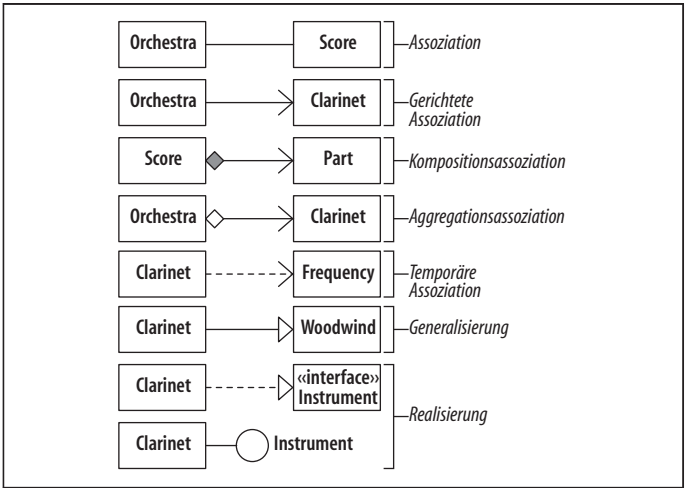 Orchestra Score Assoziation
Orchestra Clarinet Gerichtete
Assoziation
Score Part Kompositionsassoziation
Orchestra Clarinet Aggregationsassoziation
Clarinet Frequency Temporäre
Assoziation
Clarinet Woodwind Generalisierung
Clarinet «interface»
Instrument
Realisierung
Clarinet Instrument